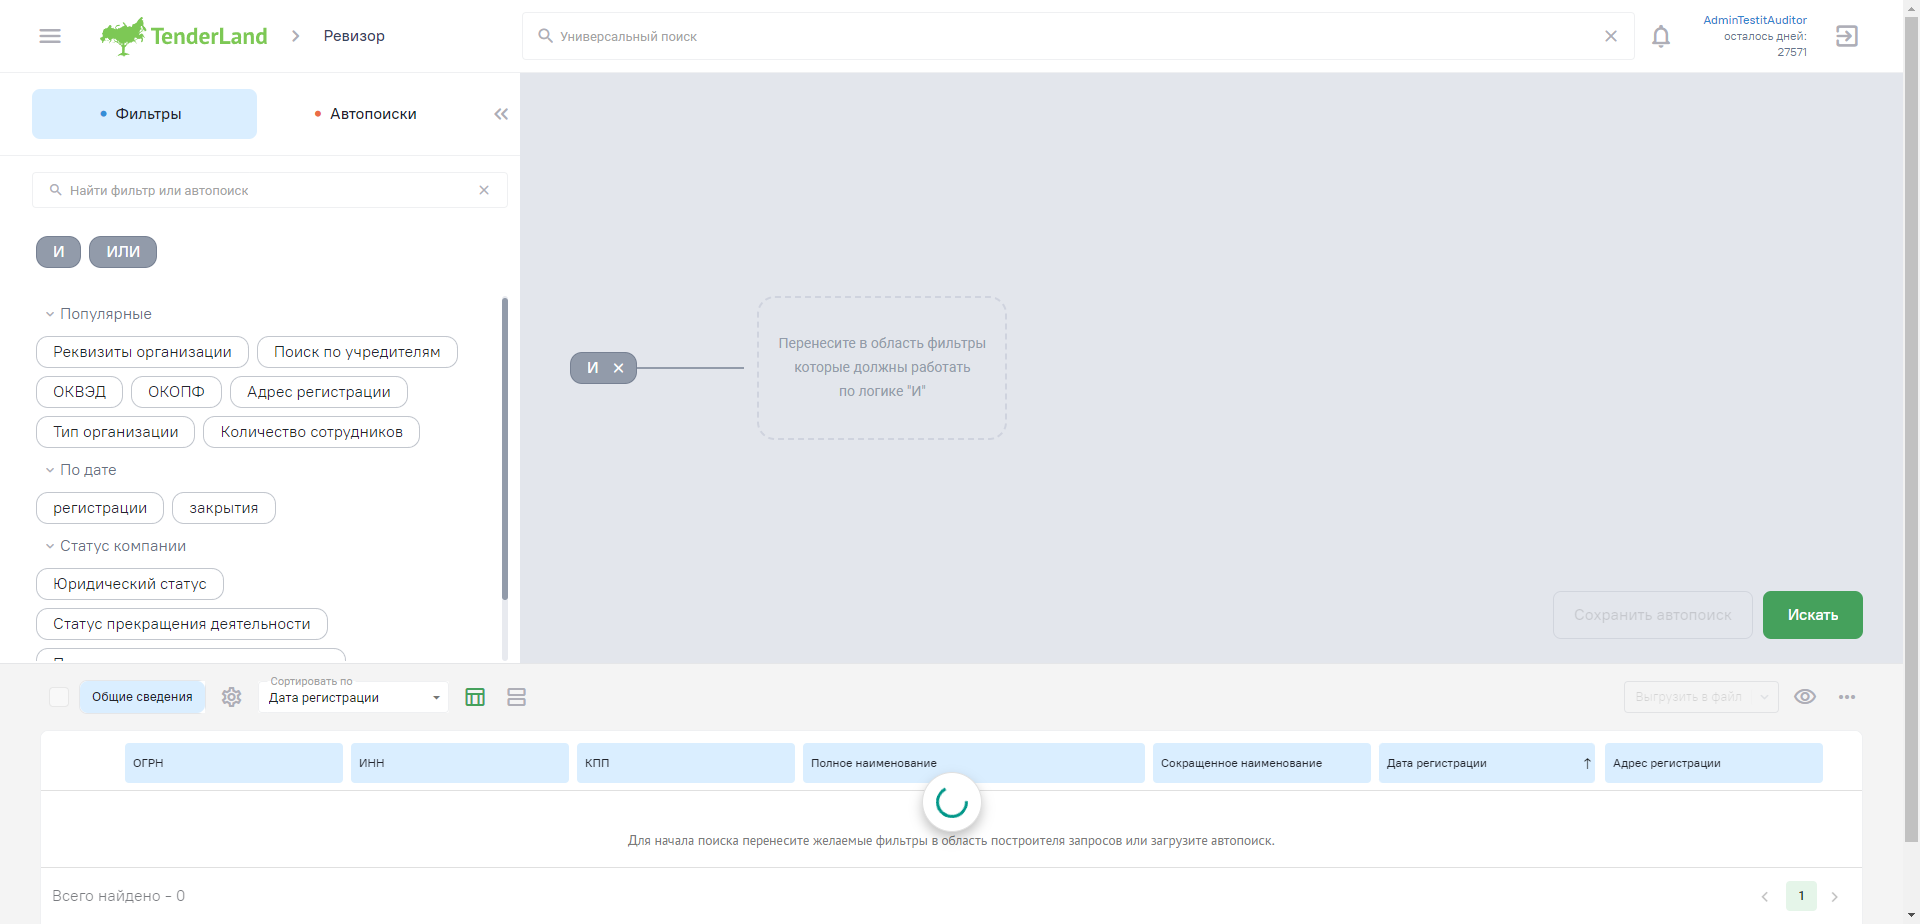 TenderLand
Ревизор
Универсальный поиск
AdminTestitAuditor
осталось дней:
27571
Фильтры
Автопоиски
Найти фильтр или автопоиск
И
ИЛИ
Популярные
Реквизиты организации
Поиск по учредителям
ОКВЭД
ОКОПФ
Адрес регистрации
Тип организации
Количество сотрудников
По дате
регистрации
закрытия
Статус компании
Юридический статус
Статус прекращения деятельности
И
Перенесите в область фильтры
которые должны работать
по логике "И"
Сохранить автопоиск
Искать
Общие сведения
Сортировать по
Дата регистрации
Выгрузить в файл
ОГРН
ИНН
КПП
Полное наименование
Сокращенное наименование
Дата регистрации
Адрес регистрации
Для начала поиска перенесите желаемые фильтры в область построителя запросов или загрузите автопоиск.
Всего найдено - 0
1